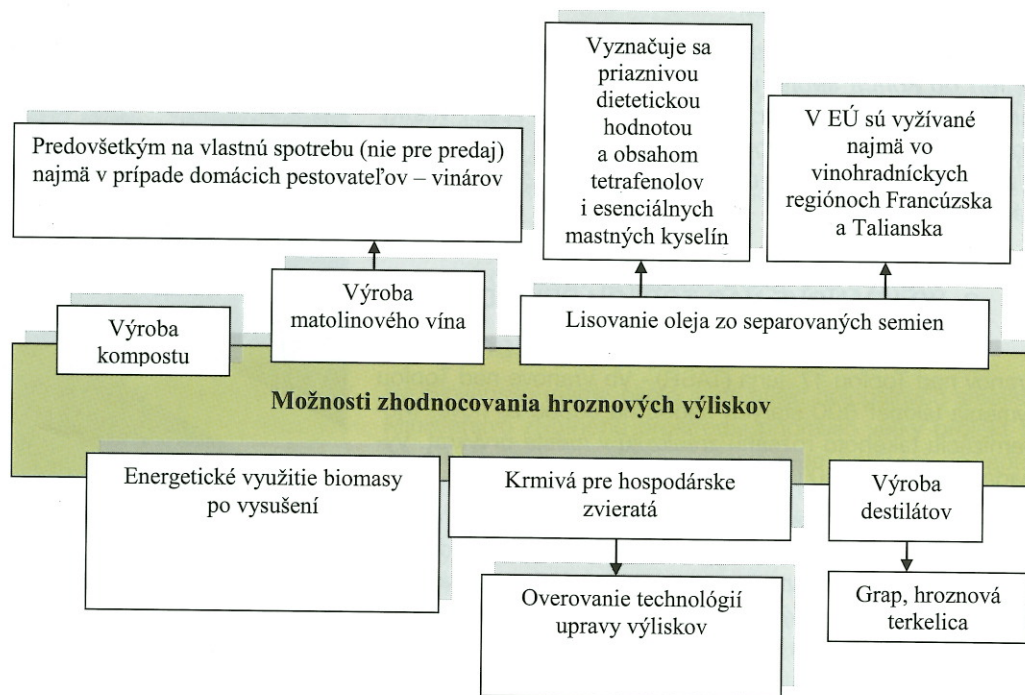 Vyznačuje sa
priaznivou
dietetickou
hodnotou
a obsahom
tetrafenolov
i esenciálnych
mastných kyselín
V EÚ sú vyžívané
najmä vo
vinohradníckych
regiónoch Francúzska
a Talianska
Predovšetkým na vlastnú spotrebu (nie pre predaj)
najmä v prípade domácich pestovateľov – vinárov
Výroba
kompostu
Výroba
matolinového vína
Lisovanie oleja zo separovaných semien
Možnosti zhodnocovania hroznových výliskov
Energetické využitie biomasy
po vysušení
Krmivá pre hospodárske
zvieratá
Výroba
destilátov
Overovanie technológií
upravy výliskov
Grap, hroznová
terkelica